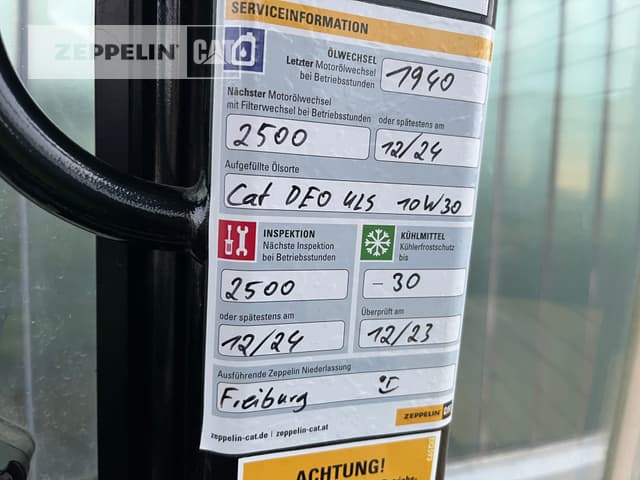 ZEPPELIN CAT
SERVICEINFORMATION
ÖLWECHSEL
Letzter Motorölwechsel
bei Betriebsstunden
1940
Nächster Motorölwechsel
mit Filterwechsel bei Betriebsstunden
oder spätestens am
2500
12/24
Aufgefüllte Ölsorte
Cat DEO ULS 10W30
INSPEKTION
Nächste Inspektion
bei Betriebsstunden
KÜHLMITTEL
Kühlerfrostschutz
bis
2500
-30
oder spätestens am
Überprüft am
12/24
12/23
Ausführende Zeppelin Niederlassung
Freiburg
ZEPPELIN CAT
zeppelin-cat.de | zeppelin-cat.at
ACHTUNG!